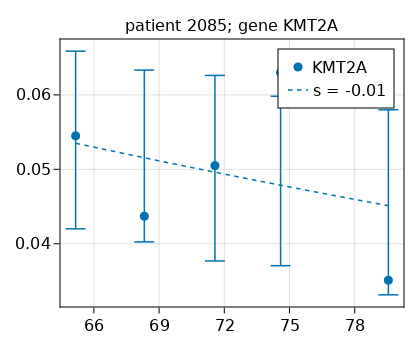 patient 2085; gene KMT2A
KMT2A
s = -0.01
0.06
0.05
0.04
66 69 72 75 78